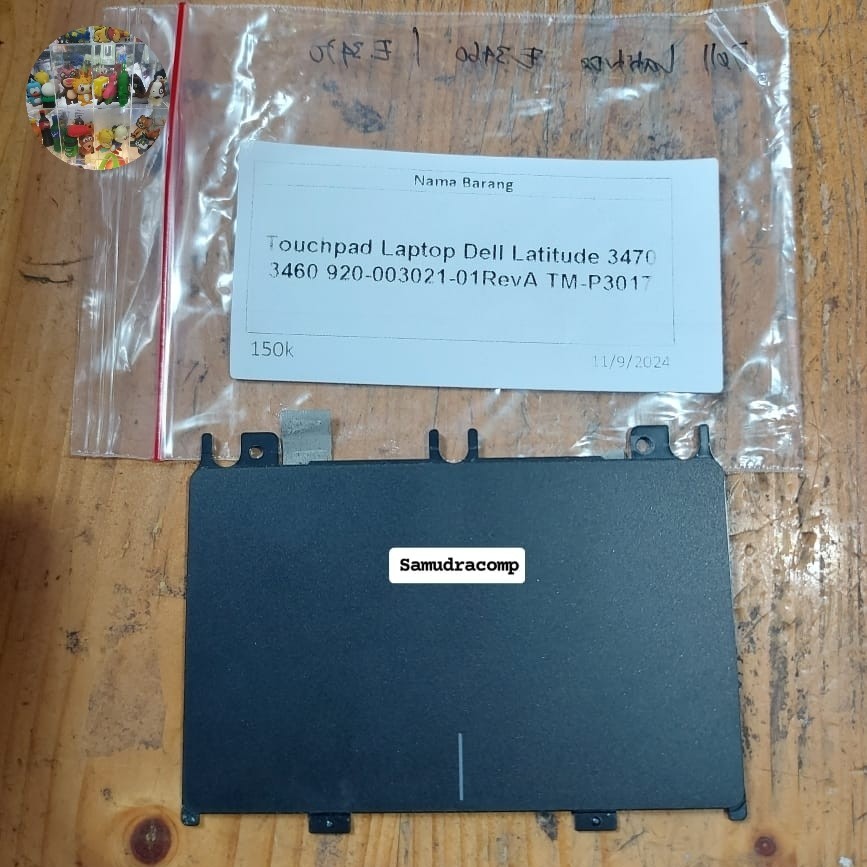 Dell Latitude E3460 / E3470
Nama Barang
Touchpad Laptop Dell Latitude 3470
3460 920-003021-01RevA TM-P3017
150k
11/9/2024
Samudracomp